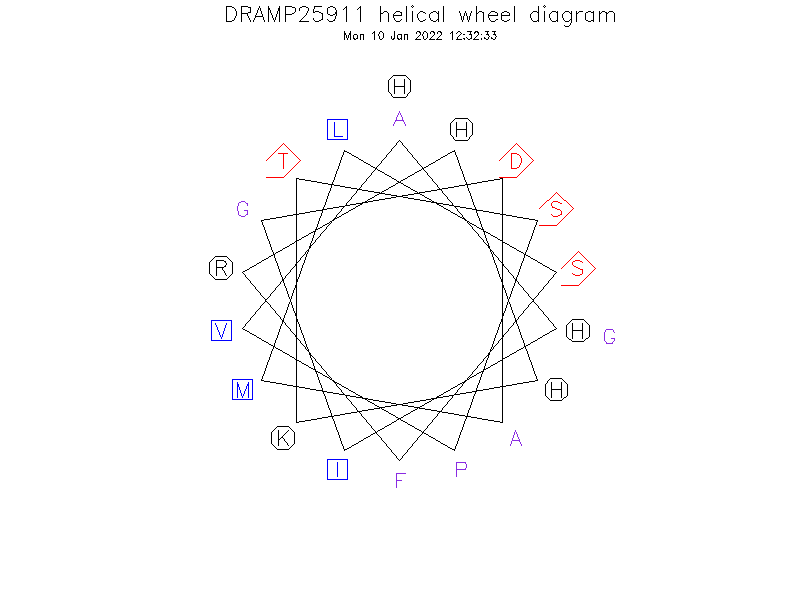 DRAMP25911 helical wheel diagram
Mon 10 Jan 2022 12:32:33
H
A
L
H
T
D
G
S
R
S
V
H
G
M
H
K
A
I
P
F